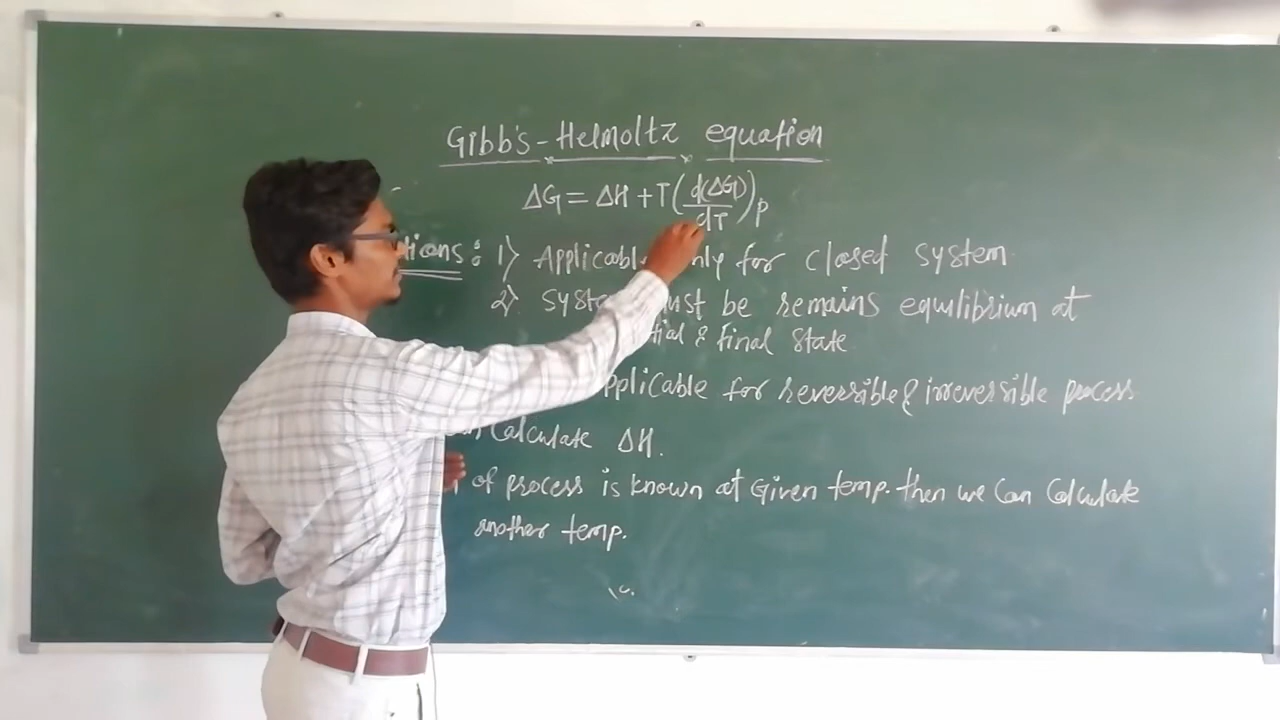 Gibb's - Helmoltz equation
ΔG = ΔH + T(d(ΔG)/dT)P
tions : 1) Applicable only for closed system
2) syste must be remains equilibrium at
tial & final state
pplicable for reversible & irreversible process
an calculate ΔH.
of process is known at Given temp. then we can calculate
another temp.